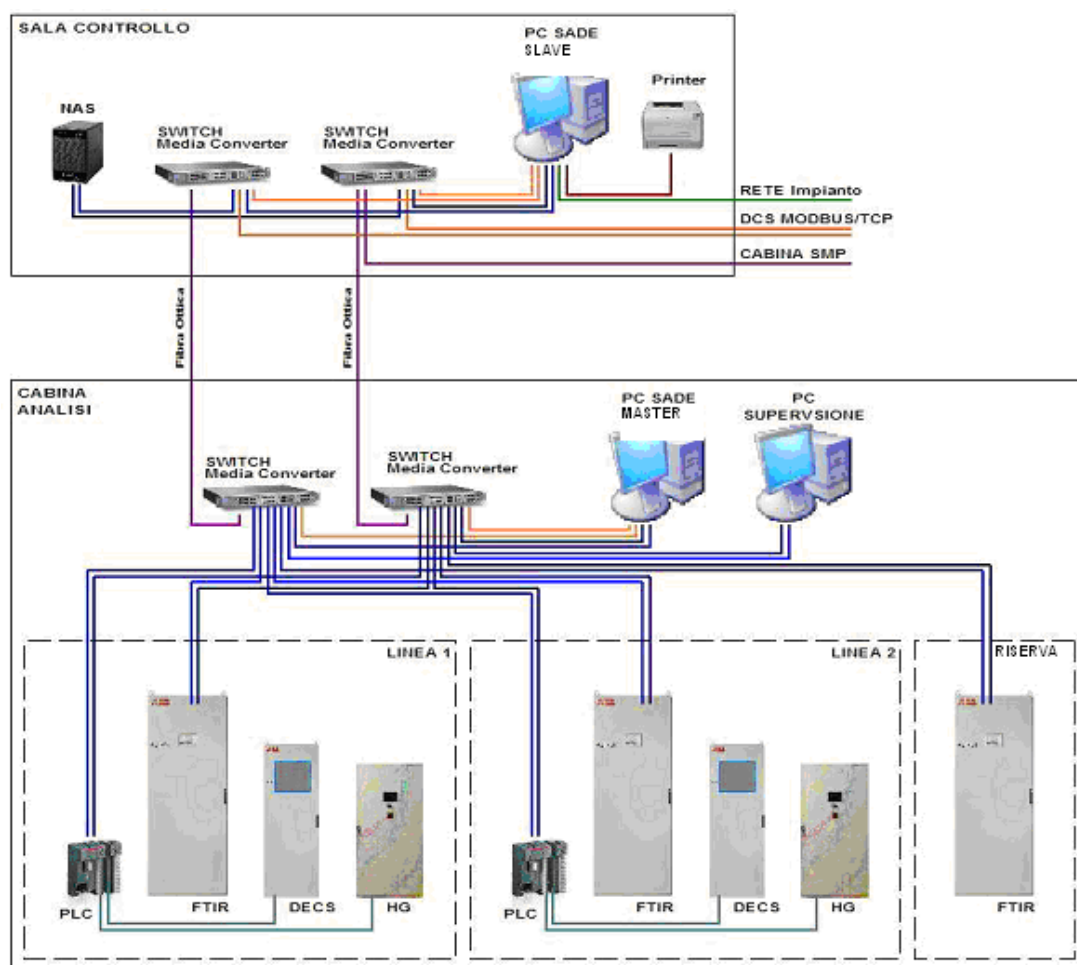 SALA CONTROLLO
PC SADE
SLAVE
Printer
NAS
SWITCH
Media Converter
SWITCH
Media Converter
RETE Impianto
DCS MODBUS/TCP
CABINA SMP
Fibra Ottica
Fibra Ottica
CABINA
ANALISI
PC SADE
MASTER
PC
SUPERVSIONE
SWITCH
Media Converter
SWITCH
Media Converter
LINEA 1
LINEA 2
RISERVA
PLC
FTIR
DECS
HG
PLC
FTIR
DECS
HG
FTIR